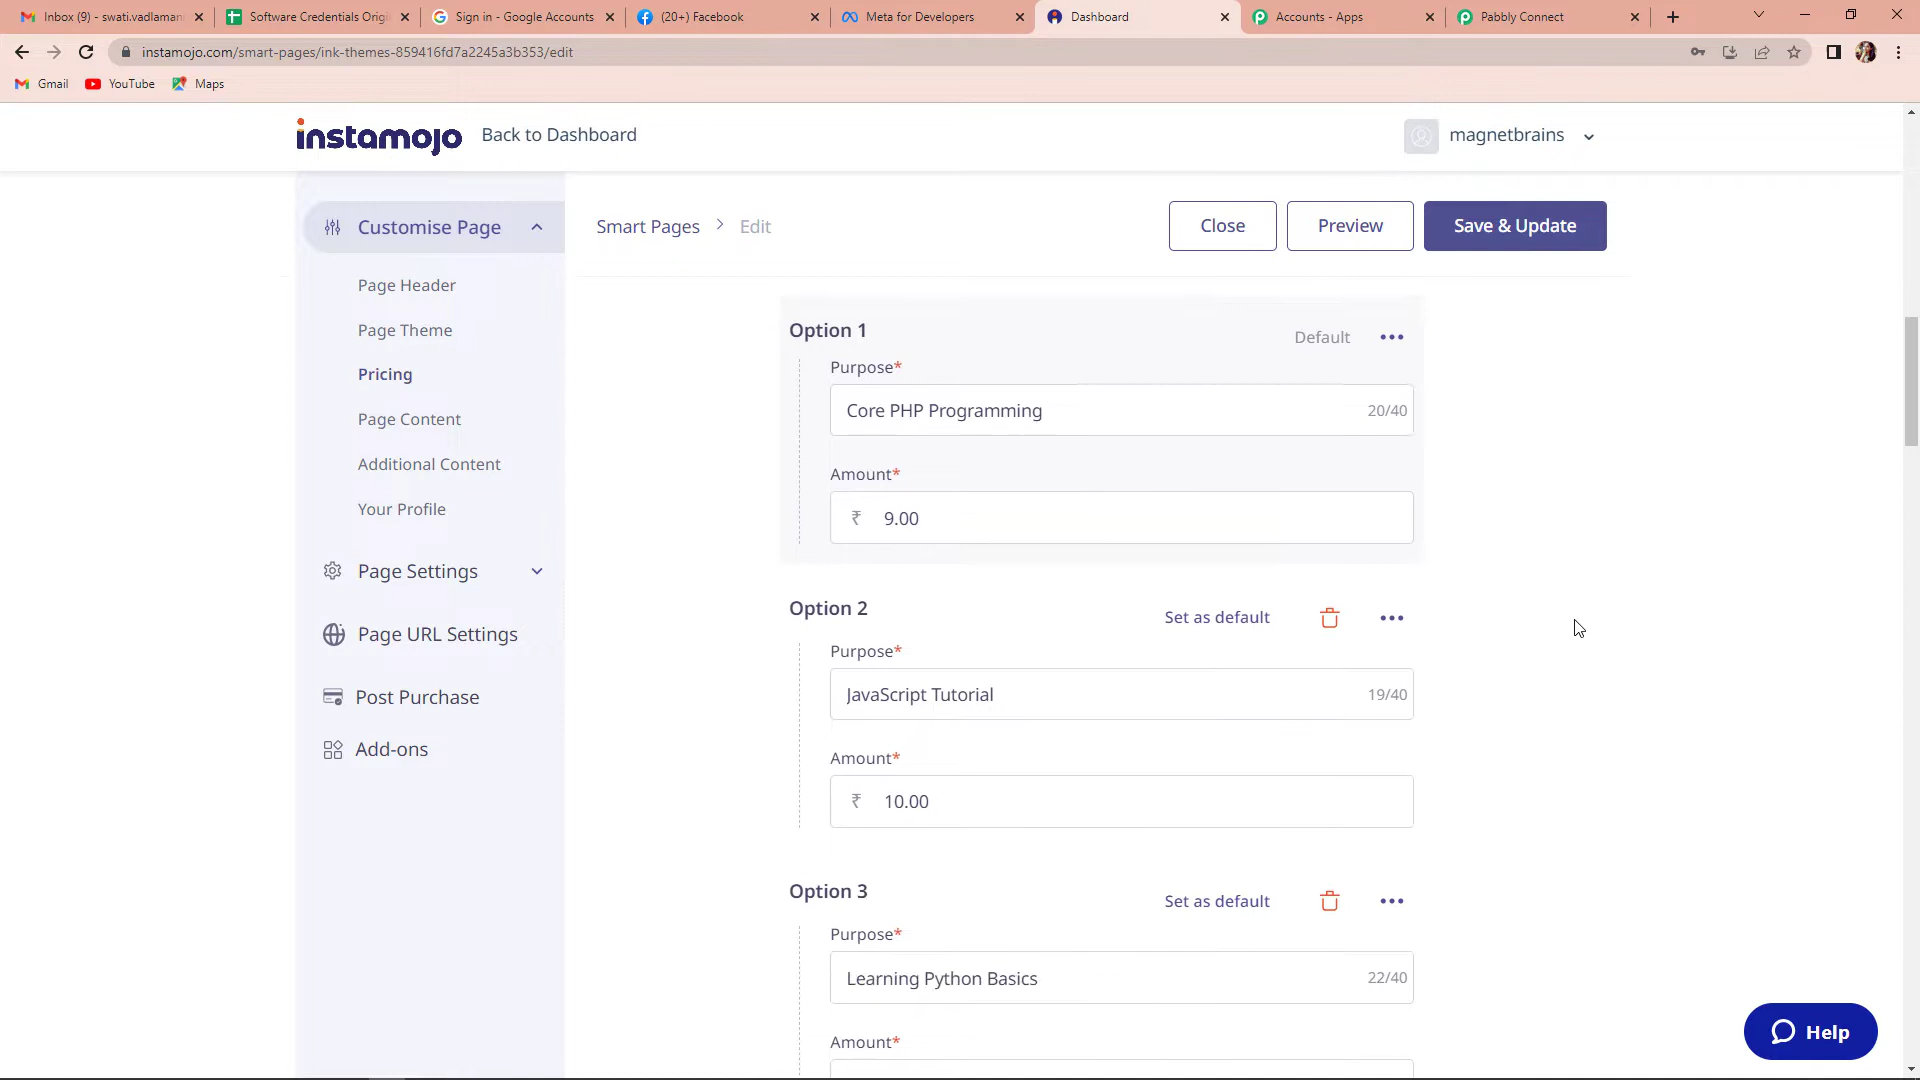 Inbox (9) - swati.vadlaman
Software Credentials Origi
Sign in - Google Accounts
(20+) Facebook
Meta for Developers
Dashboard
Accounts - Apps
Pabbly Connect
instamojo.com/smart-pages/ink-themes-859416fd7a2245a3b353/edit
Gmail
YouTube
Maps
instamojo
Back to Dashboard
magnetbrains
Customise Page
Page Header
Page Theme
Pricing
Page Content
Additional Content
Your Profile
Page Settings
Page URL Settings
Post Purchase
Add-ons
Smart Pages > Edit
Close
Preview
Save & Update
Option 1
Default
Purpose*
Core PHP Programming
20/40
Amount*
₹ 9.00
Option 2
Set as default
Purpose*
JavaScript Tutorial
19/40
Amount*
₹ 10.00
Option 3
Set as default
Purpose*
Learning Python Basics
22/40
Amount*
Help